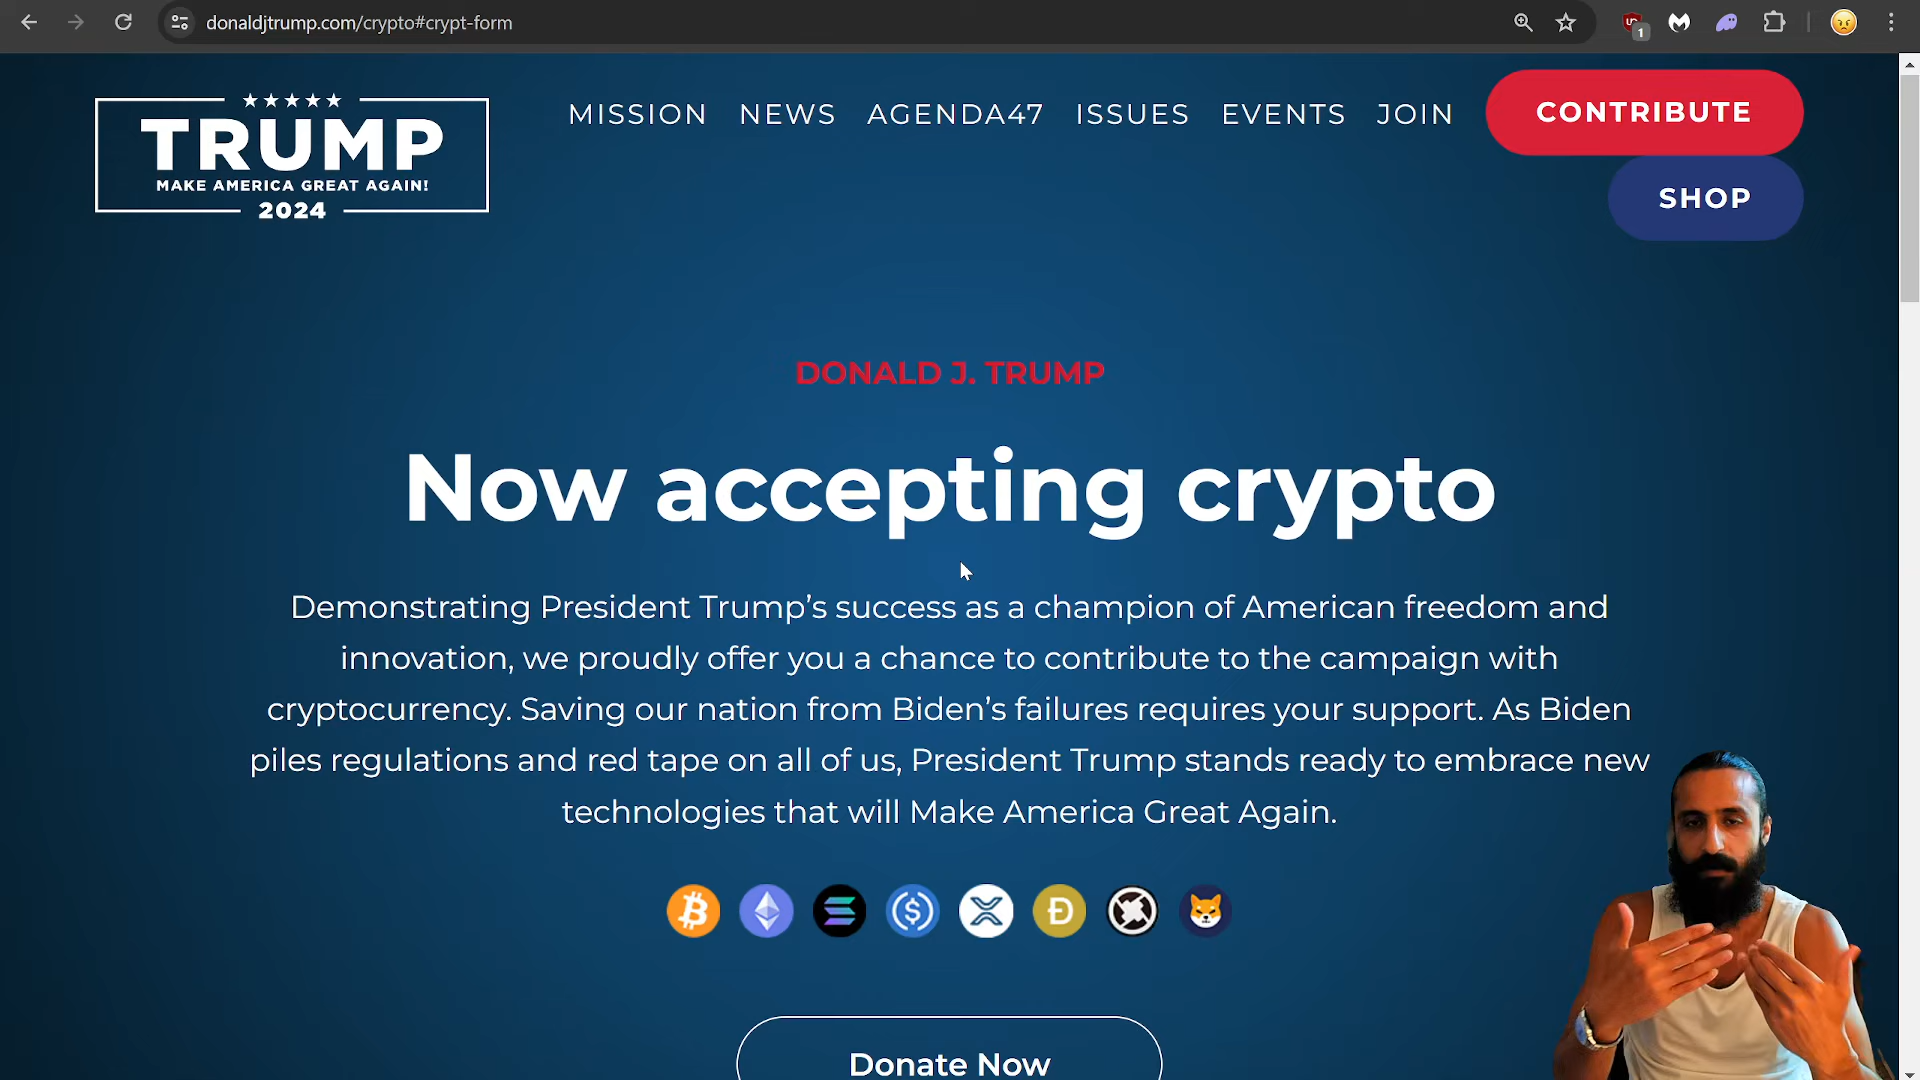 donaldjtrump.com/crypto#crypt-form
1
TRUMP
MAKE AMERICA GREAT AGAIN!
2024
MISSION NEWS AGENDA47 ISSUES EVENTS JOIN CONTRIBUTE
SHOP
DONALD J. TRUMP
Now accepting crypto
Demonstrating President Trump’s success as a champion of American freedom and
innovation, we proudly offer you a chance to contribute to the campaign with
cryptocurrency. Saving our nation from Biden’s failures requires your support. As Biden
piles regulations and red tape on all of us, President Trump stands ready to embrace new
technologies that will Make America Great Again.
Donate Now